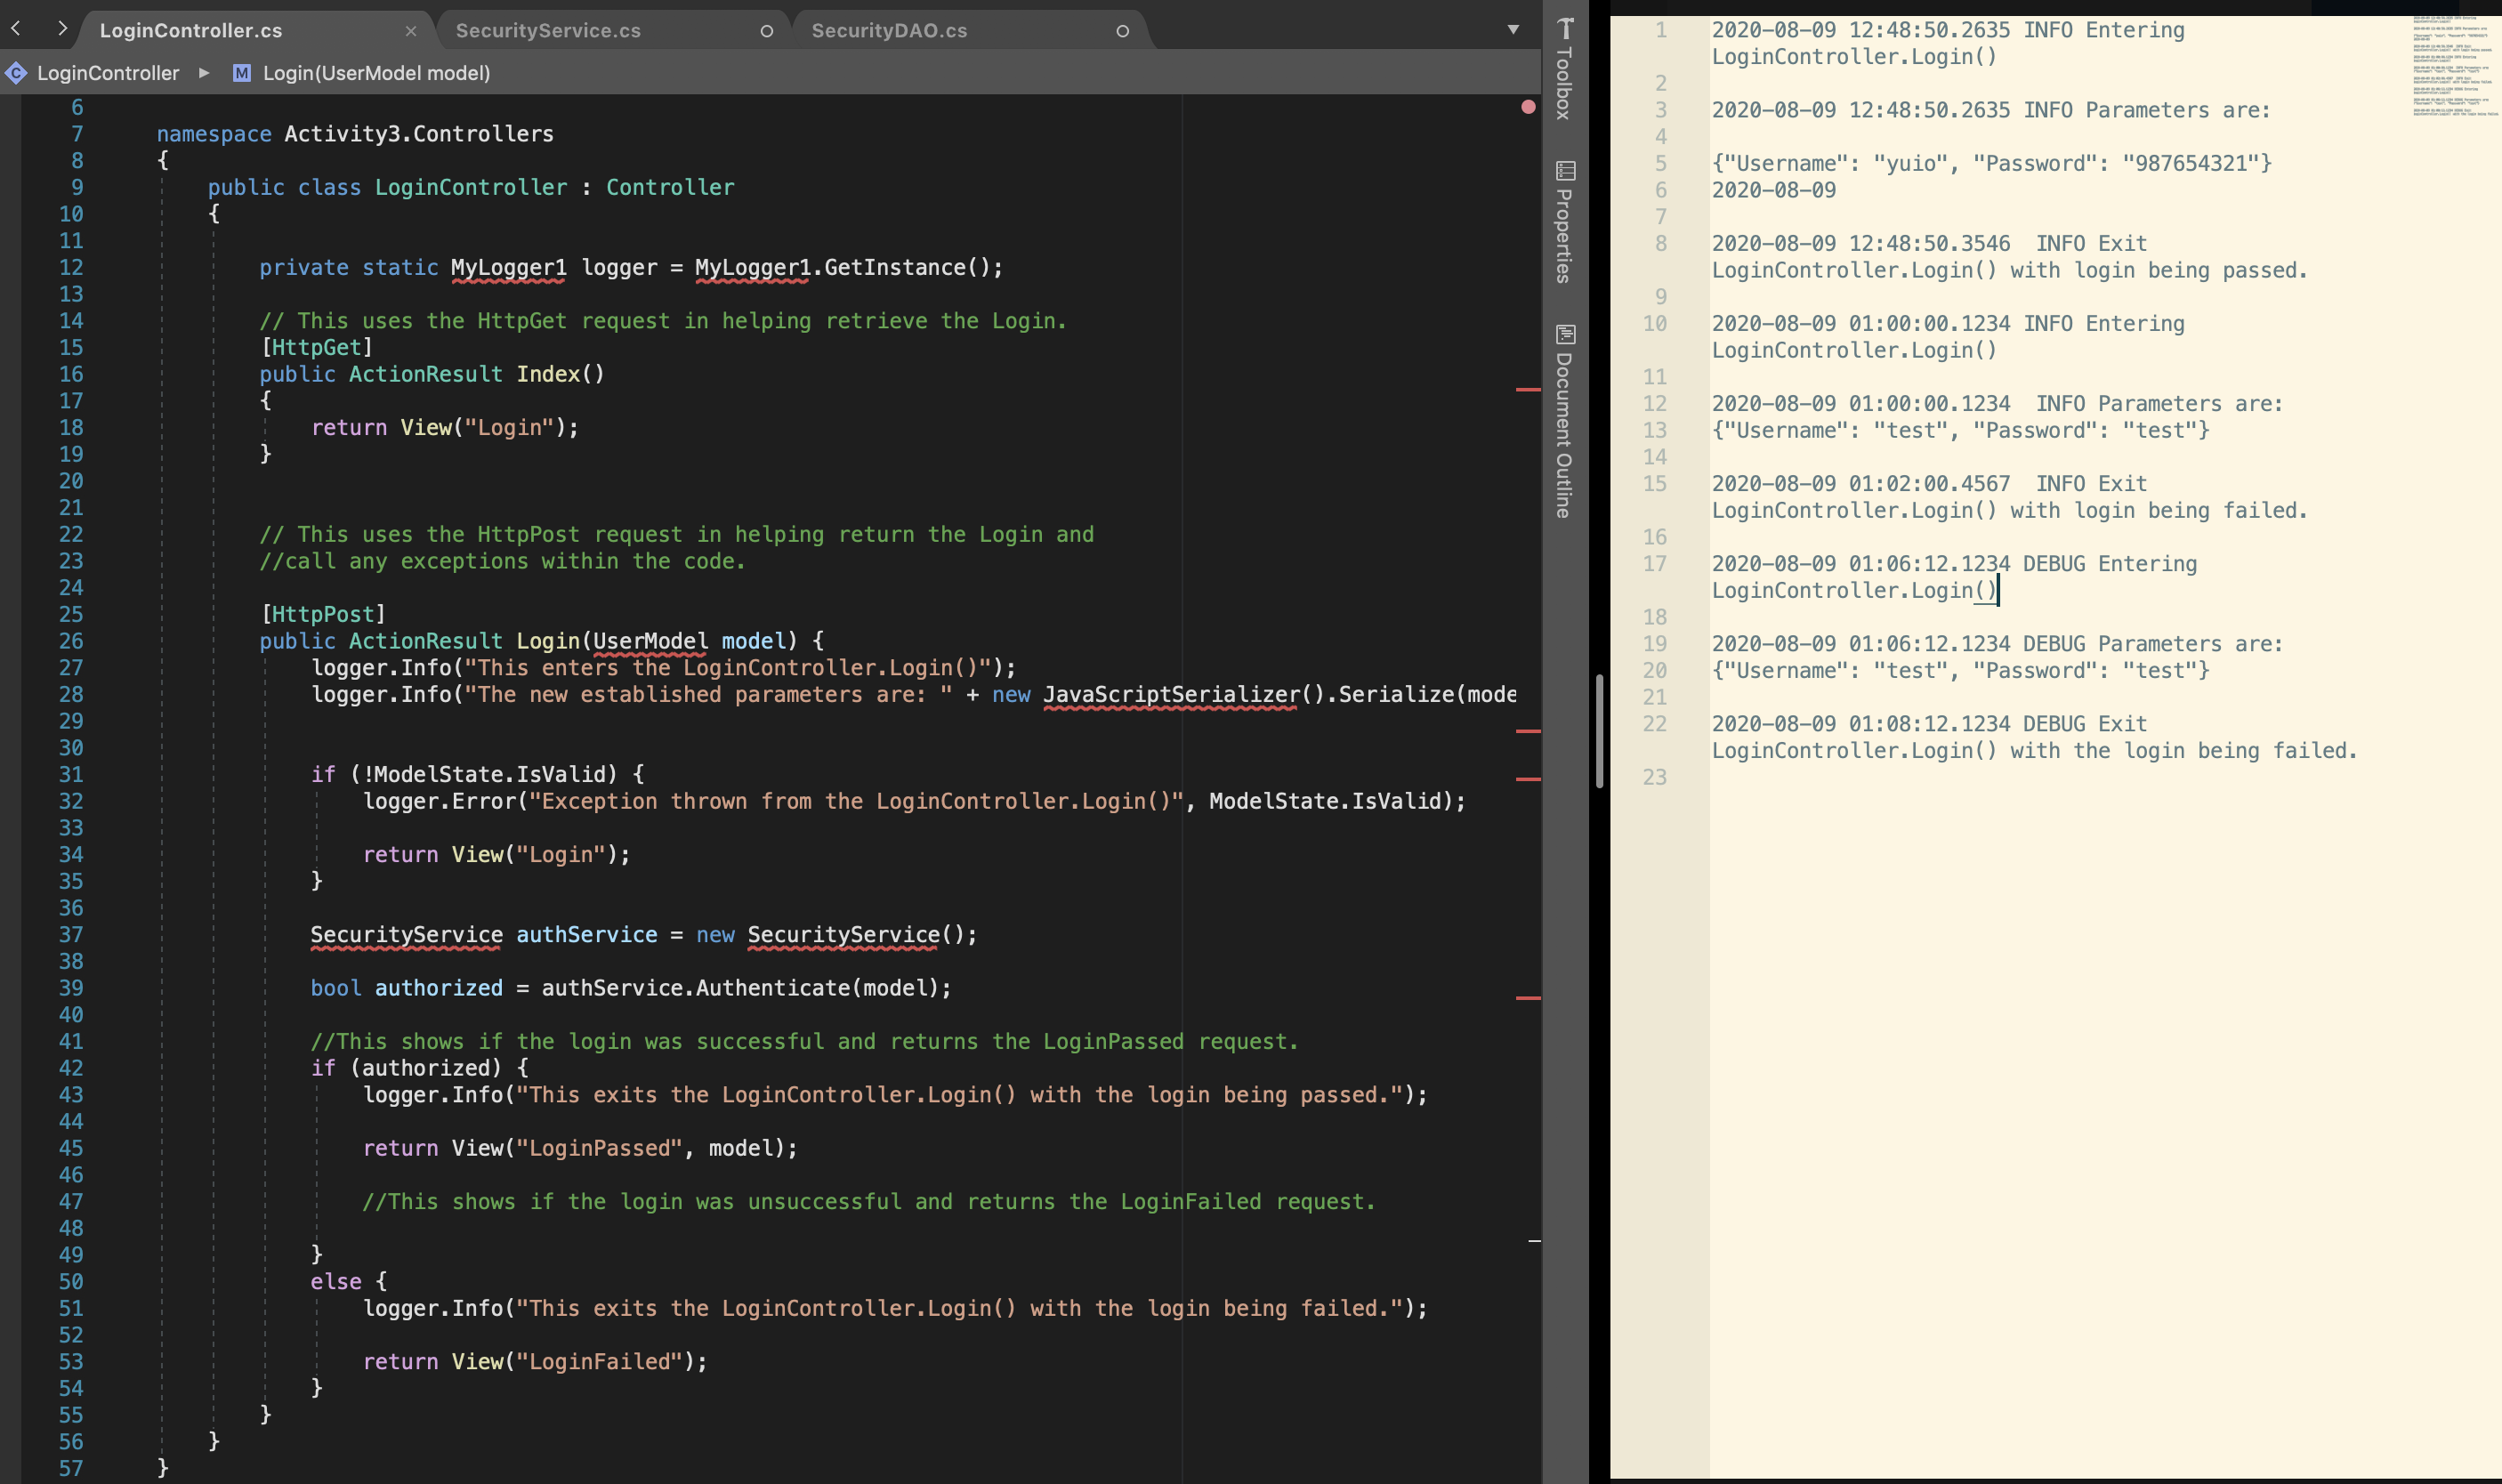 LoginController.cs
SecurityService.cs
SecurityDAO.cs
LoginController
M Login(UserModel model)
6
7 namespace Activity3.Controllers
8 {
9 public class LoginController : Controller
10 {
11
12 private static MyLogger1 logger = MyLogger1.GetInstance();
13
14 // This uses the HttpGet request in helping retrieve the Login.
15 [HttpGet]
16 public ActionResult Index()
17 {
18 return View("Login");
19 }
20
21
22 // This uses the HttpPost request in helping return the Login and
23 //call any exceptions within the code.
24
25 [HttpPost]
26 public ActionResult Login(UserModel model) {
27 logger.Info("This enters the LoginController.Login()");
28 logger.Info("The new established parameters are: " + new JavaScriptSerializer().Serialize(mode
29
30
31 if (!ModelState.IsValid) {
32 logger.Error("Exception thrown from the LoginController.Login()", ModelState.IsValid);
33
34 return View("Login");
35 }
36
37 SecurityService authService = new SecurityService();
38
39 bool authorized = authService.Authenticate(model);
40
41 //This shows if the login was successful and returns the LoginPassed request.
42 if (authorized) {
43 logger.Info("This exits the LoginController.Login() with the login being passed.");
44
45 return View("LoginPassed", model);
46
47 //This shows if the login was unsuccessful and returns the LoginFailed request.
48
49 }
50 else {
51 logger.Info("This exits the LoginController.Login() with the login being failed.");
52
53 return View("LoginFailed");
54 }
55 }
56 }
57 }
Toolbox
Properties
Document Outline
1 2020-08-09 12:48:50.2635 INFO Entering
LoginController.Login()
2
3 2020-08-09 12:48:50.2635 INFO Parameters are:
4
5 {"Username": "yuio", "Password": "987654321"}
6 2020-08-09
7
8 2020-08-09 12:48:50.3546  INFO Exit
LoginController.Login() with login being passed.
9
10 2020-08-09 01:00:00.1234 INFO Entering
LoginController.Login()
11
12 2020-08-09 01:00:00.1234  INFO Parameters are:
13 {"Username": "test", "Password": "test"}
14
15 2020-08-09 01:02:00.4567  INFO Exit
LoginController.Login() with login being failed.
16
17 2020-08-09 01:06:12.1234 DEBUG Entering
LoginController.Login()
18
19 2020-08-09 01:06:12.1234 DEBUG Parameters are:
20 {"Username": "test", "Password": "test"}
21
22 2020-08-09 01:08:12.1234 DEBUG Exit
LoginController.Login() with the login being failed.
23